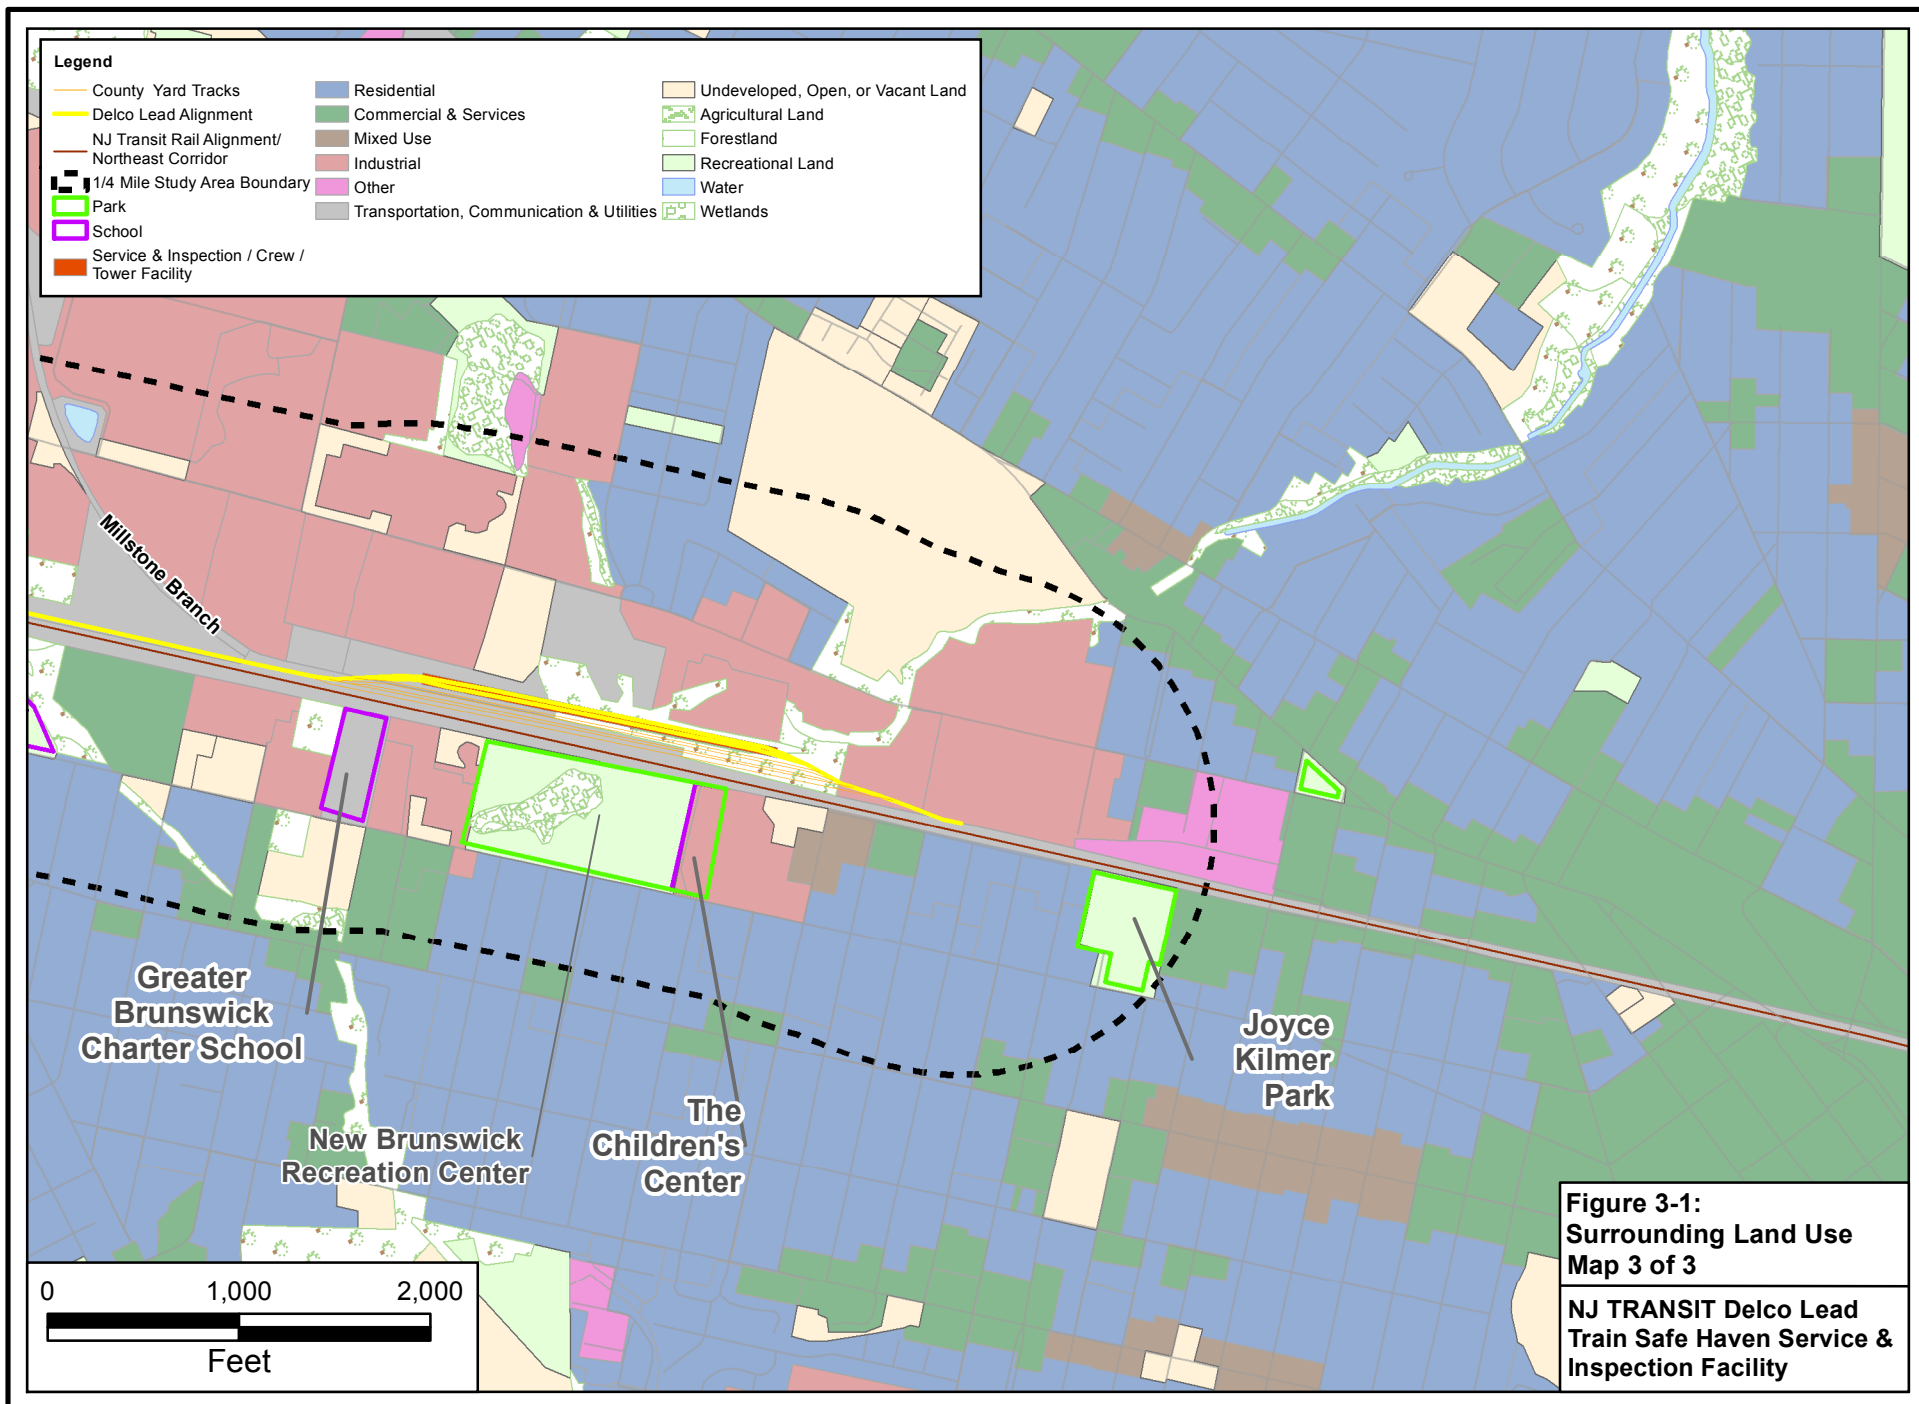 Legend
County Yard Tracks
Delco Lead Alignment
NJ Transit Rail Alignment/
Northeast Corridor
1/4 Mile Study Area Boundary
Park
School
Service & Inspection / Crew /
Tower Facility
Residential
Commercial & Services
Mixed Use
Industrial
Other
Transportation, Communication & Utilities
Undeveloped, Open, or Vacant Land
Agricultural Land
Forestland
Recreational Land
Water
Wetlands
Millstone Branch
Greater
Brunswick
Charter School
New Brunswick
Recreation Center
The
Children's
Center
Joyce
Kilmer
Park
0 1,000 2,000
Feet
Figure 3-1:
Surrounding Land Use
Map 3 of 3
NJ TRANSIT Delco Lead
Train Safe Haven Service &
Inspection Facility